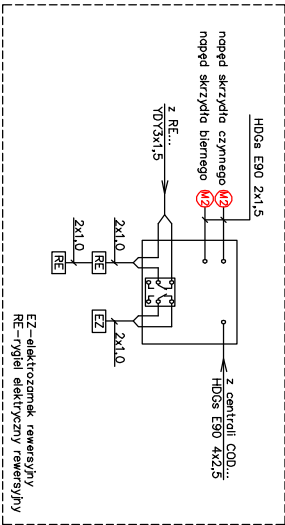 HDGs E90 2x1,5
napęd skrzydła czynnego
M2
napęd skrzydła biernego
M2
z centrali COD...
HDGs E90 4x2,5
z RE...
YDY3x1,5
2x1,0
RE
2x1,0
RE
EZ
2x1,0
EZ-elektrozamek rewersyjny
RE-rygiel elektryczny rewersyjny